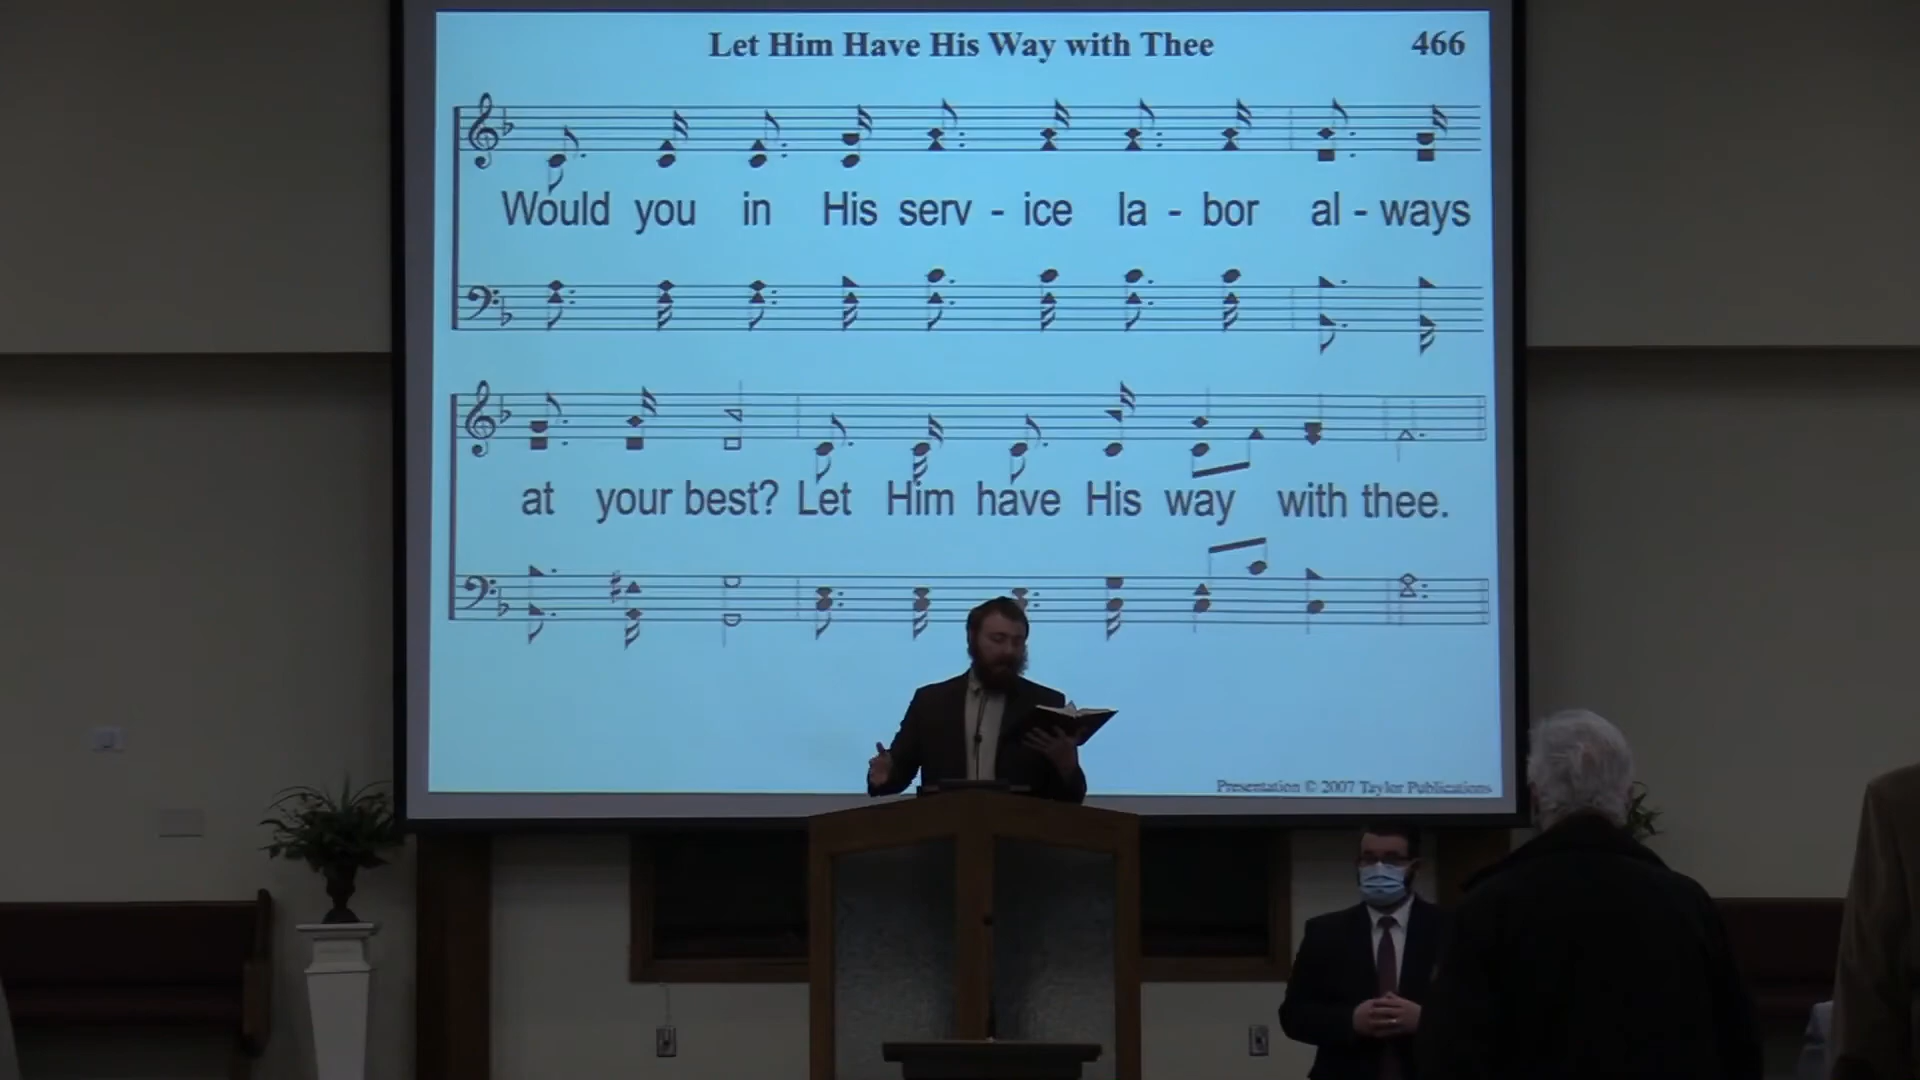 Let Him Have His Way with Thee 466
Would you in His serv - ice la - bor al - ways
at your best? Let Him have His way with thee.
Presentation © 2007 Taylor Publications